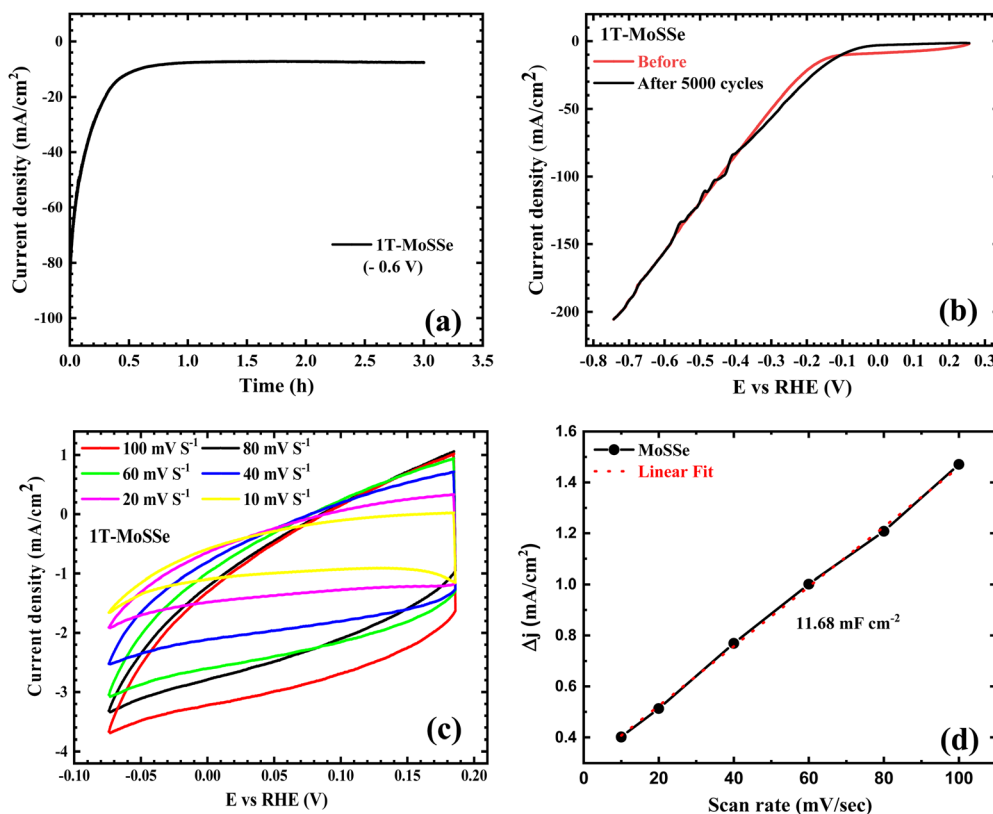 0
-20
-40
-60
-80
-100
Current density (mA/cm²)
1T-MoSSe
(- 0.6 V)
(a)
0.0 0.5 1.0 1.5 2.0 2.5 3.0 3.5
Time (h)
1T-MoSSe
Before
After 5000 cycles
0
-50
-100
-150
-200
Current density (mA/cm²)
(b)
-0.8 -0.7 -0.6 -0.5 -0.4 -0.3 -0.2 -0.1 0.0 0.1 0.2 0.3
E vs RHE (V)
100 mV S⁻¹ 80 mV S⁻¹
60 mV S⁻¹ 40 mV S⁻¹
20 mV S⁻¹ 10 mV S⁻¹
1T-MoSSe
1
0
-1
-2
-3
-4
Current density (mA/cm²)
(c)
-0.10 -0.05 0.00 0.05 0.10 0.15 0.20
E vs RHE (V)
MoSSe
Linear Fit
1.6
1.4
1.2
1.0
0.8
0.6
0.4
Δj (mA/cm²)
11.68 mF cm⁻²
(d)
20 40 60 80 100
Scan rate (mV/sec)